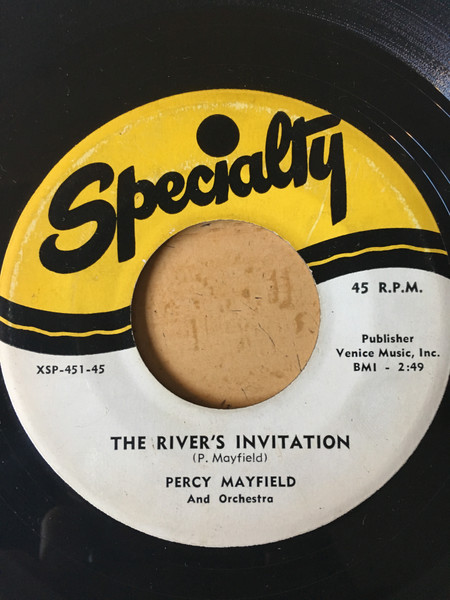 Specialty
45 R.P.M.
Publisher
Venice Music, Inc.
BMI - 2:49
XSP-451-45
THE RIVER'S INVITATION
(P. Mayfield)
PERCY MAYFIELD
And Orchestra